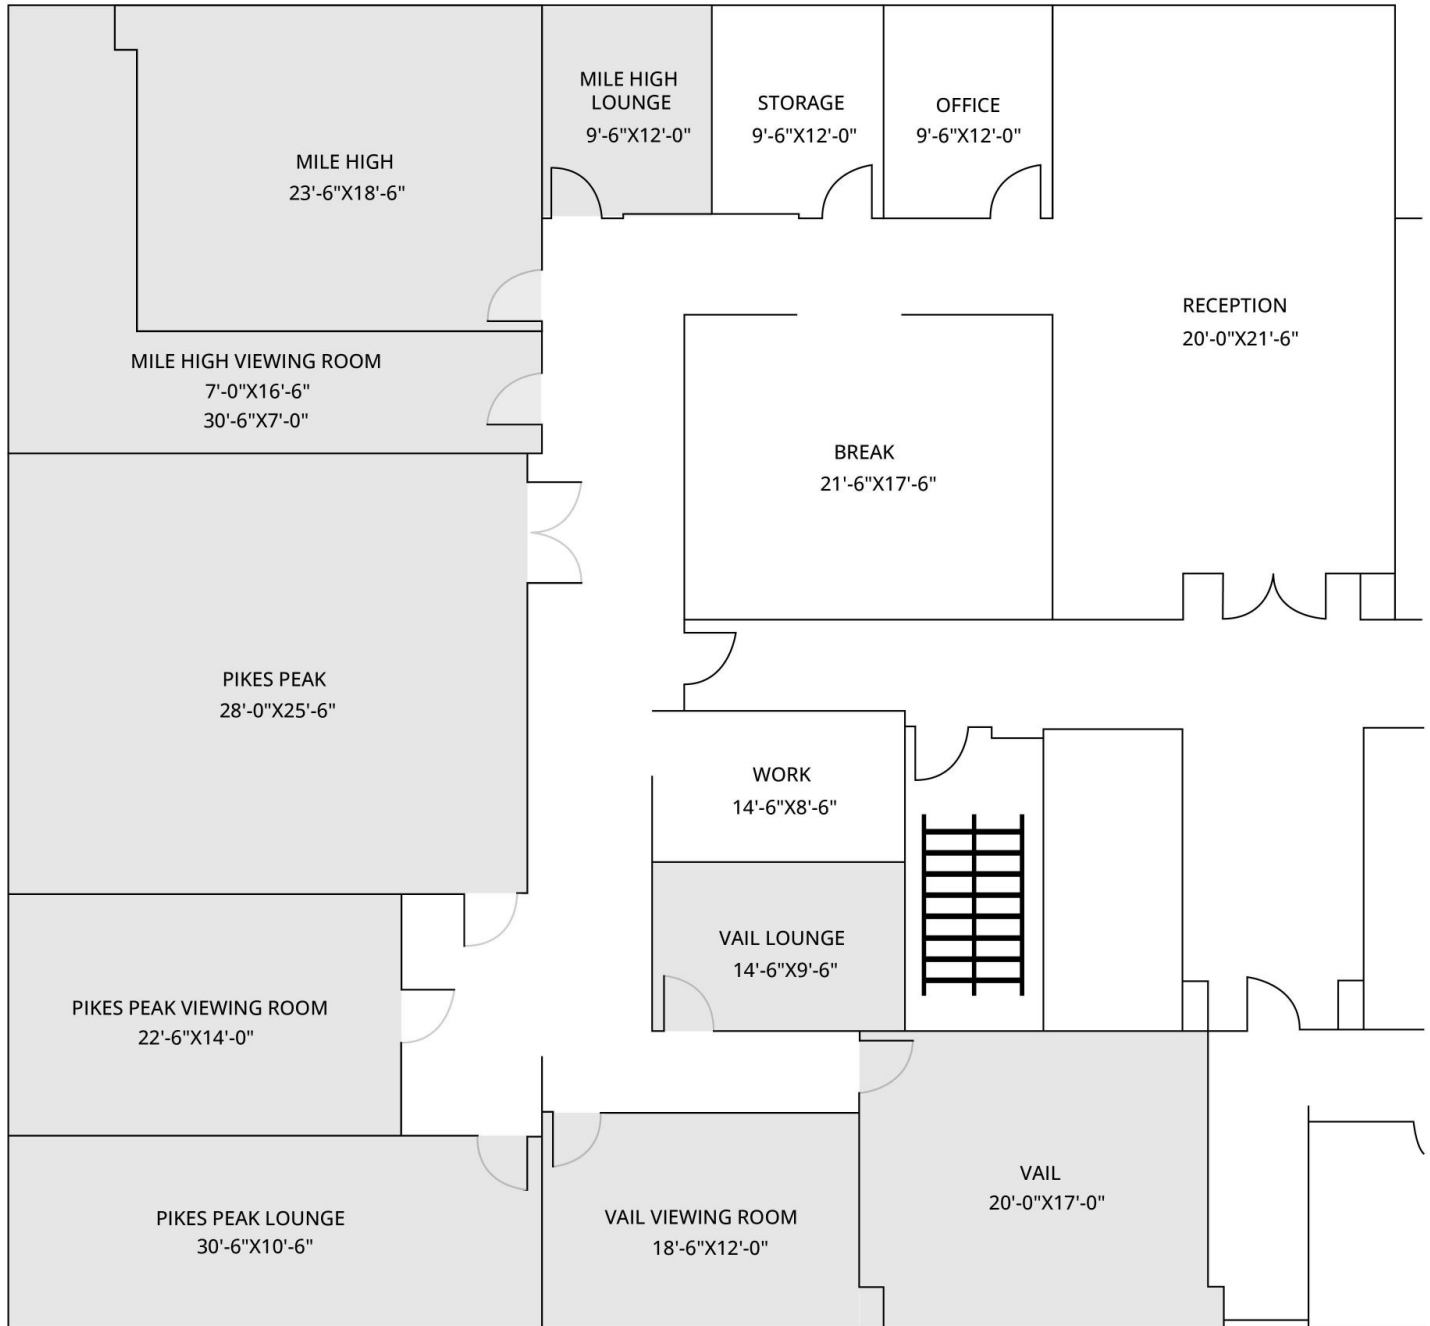 MILE HIGH
LOUNGE
9'-6"X12'-0"
STORAGE
9'-6"X12'-0"
OFFICE
9'-6"X12'-0"
MILE HIGH
23'-6"X18'-6"
RECEPTION
20'-0"X21'-6"
MILE HIGH VIEWING ROOM
7'-0"X16'-6"
30'-6"X7'-0"
BREAK
21'-6"X17'-6"
PIKES PEAK
28'-0"X25'-6"
WORK
14'-6"X8'-6"
VAIL LOUNGE
14'-6"X9'-6"
PIKES PEAK VIEWING ROOM
22'-6"X14'-0"
VAIL
20'-0"X17'-0"
PIKES PEAK LOUNGE
30'-6"X10'-6"
VAIL VIEWING ROOM
18'-6"X12'-0"